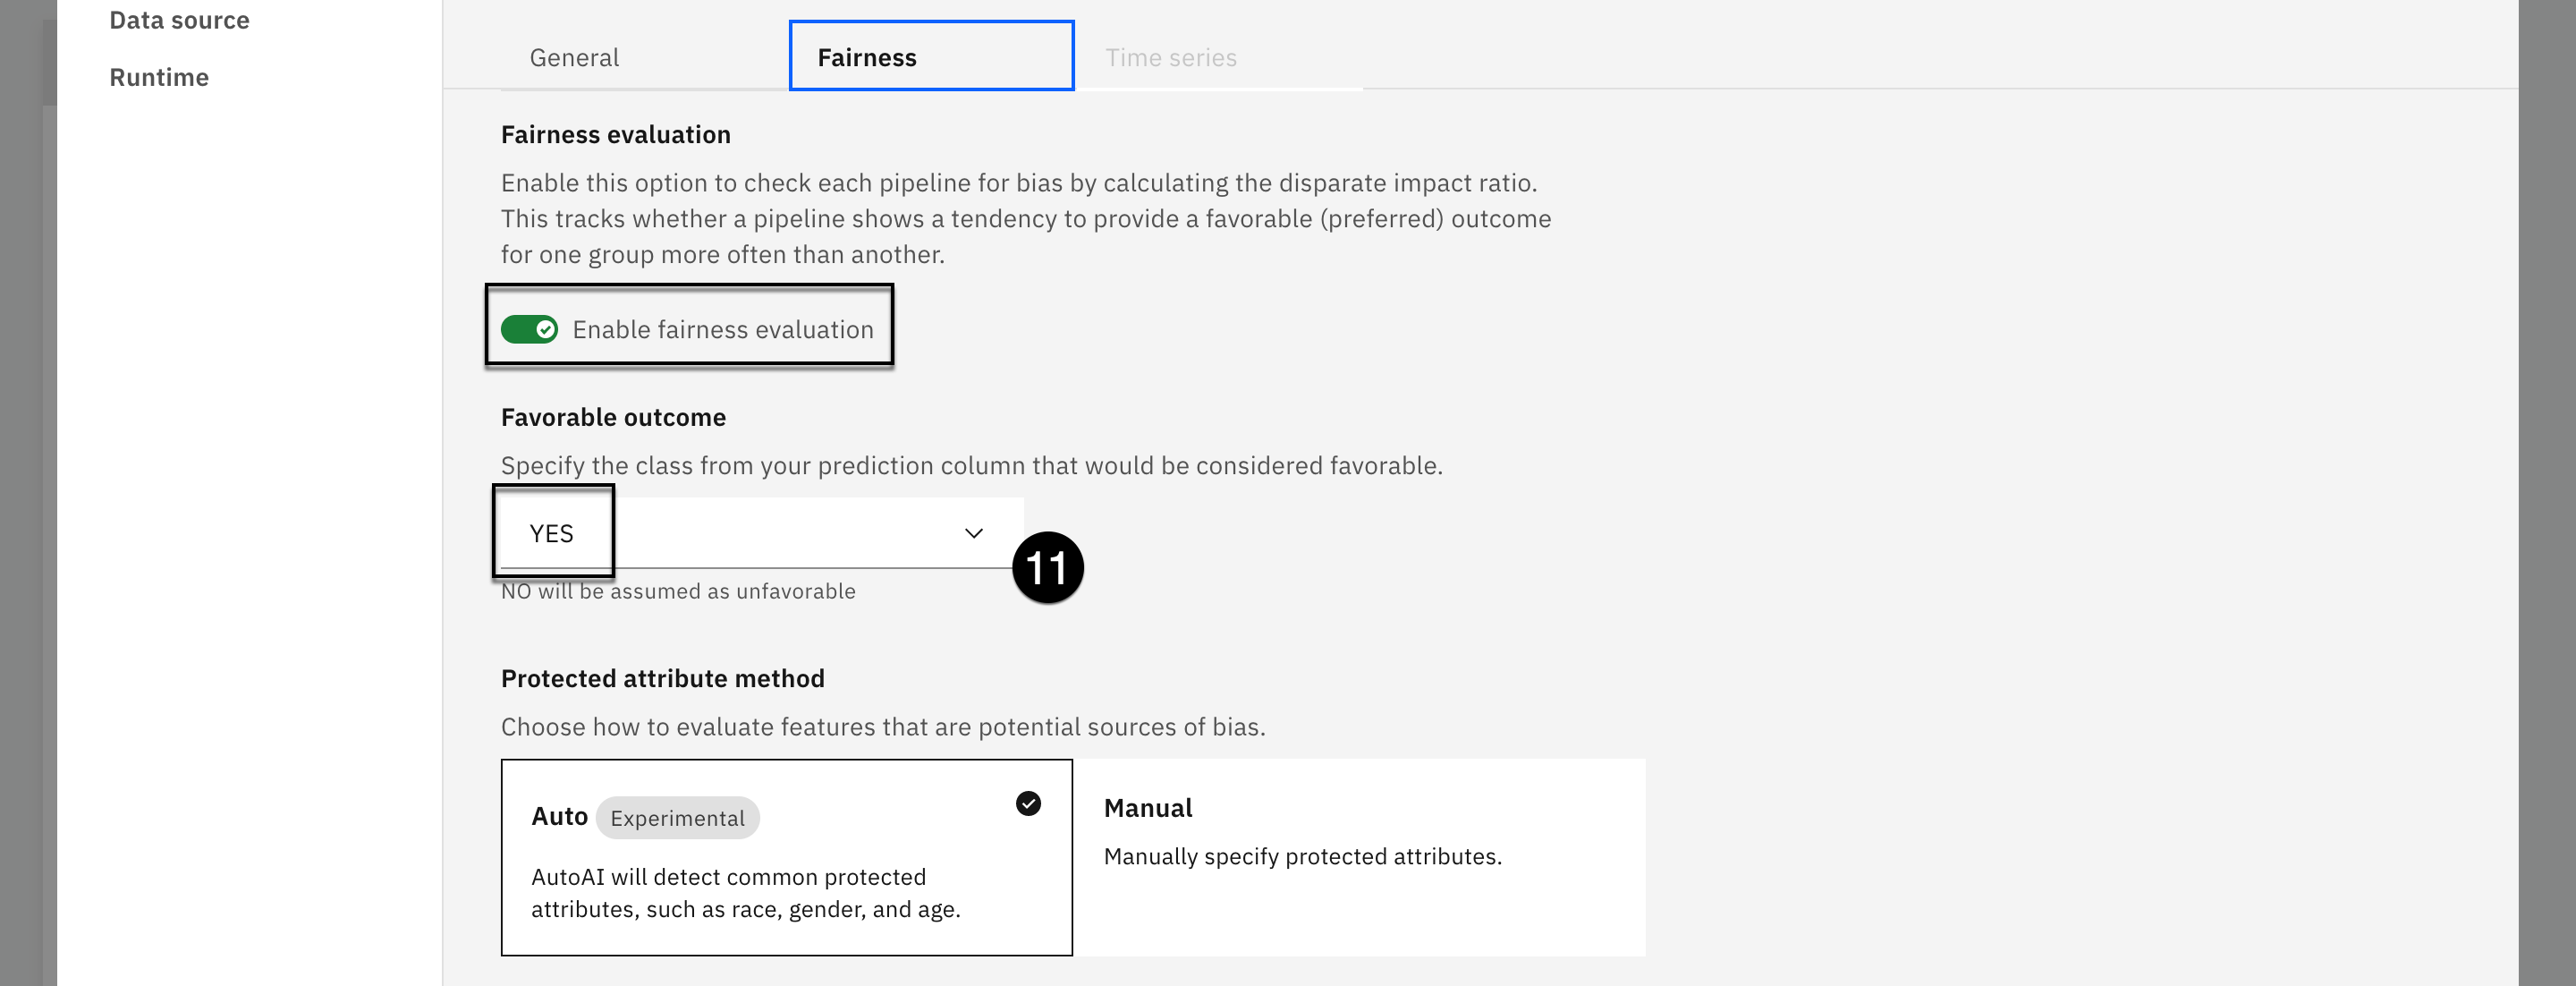 Data source
Runtime
General
Fairness
Time series
Fairness evaluation
Enable this option to check each pipeline for bias by calculating the disparate impact ratio.
This tracks whether a pipeline shows a tendency to provide a favorable (preferred) outcome
for one group more often than another.
Enable fairness evaluation
Favorable outcome
Specify the class from your prediction column that would be considered favorable.
YES
11
NO will be assumed as unfavorable
Protected attribute method
Choose how to evaluate features that are potential sources of bias.
Auto Experimental
AutoAI will detect common protected
attributes, such as race, gender, and age.
Manual
Manually specify protected attributes.